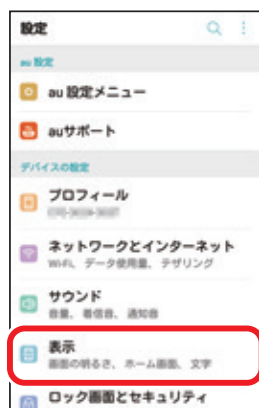 設定
au 設定
au 設定メニュー
auサポート
デバイスの設定
プロフィール
ネットワークとインターネット
Wi-Fi、データ使用量、テザリング
サウンド
音量、着信音、通知音
表示
画面の明るさ、ホーム画面、文字
ロック画面とセキュリティ